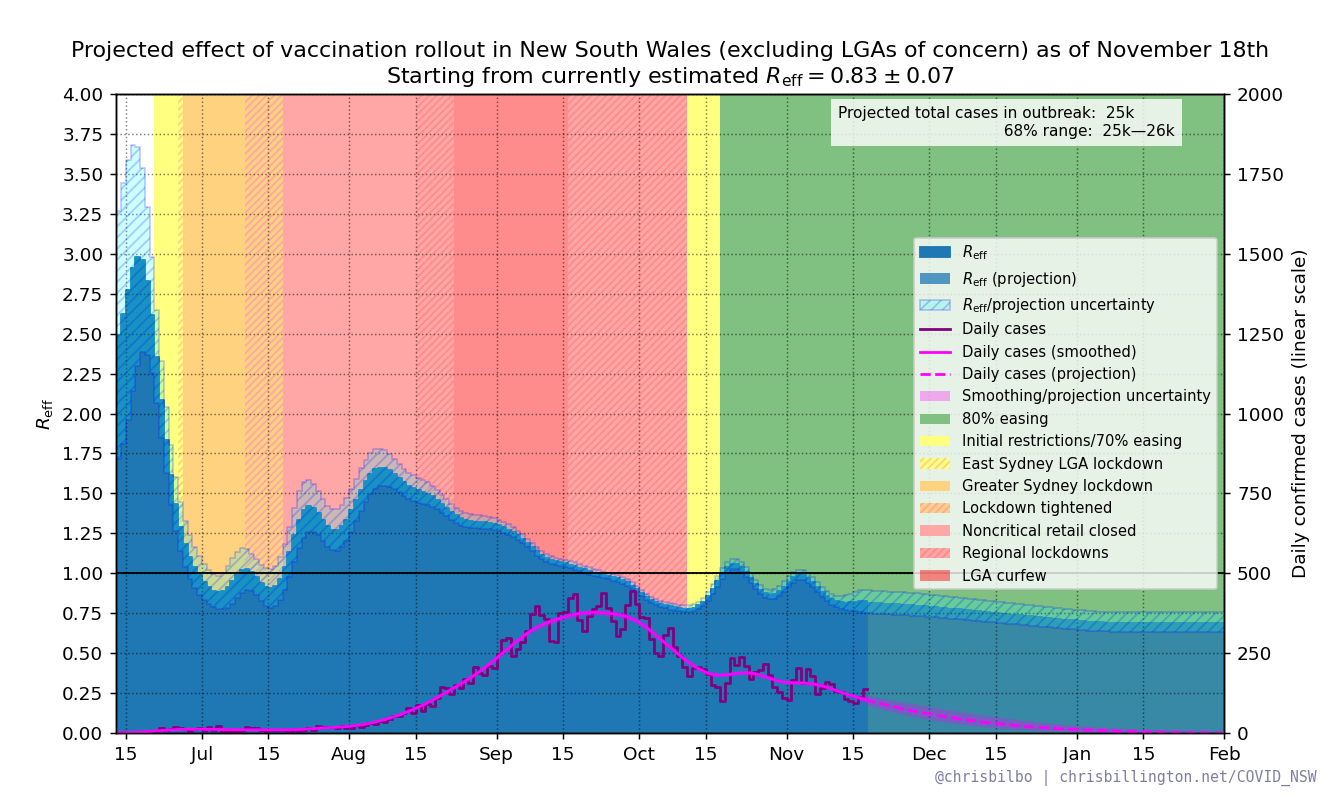 Projected effect of vaccination rollout in New South Wales (excluding LGAs of concern) as of November 18th
Starting from currently estimated R_eff = 0.83 ± 0.07
Projected total cases in outbreak: 25k
68% range: 25k—26k
4.00
3.75
3.50
3.25
3.00
2.75
2.50
2.25
2.00
1.75
1.50
1.25
1.00
0.75
0.50
0.25
0.00
R_eff
2000
1750
1500
1250
1000
750
500
250
0
Daily confirmed cases (linear scale)
R_eff
R_eff (projection)
R_eff/projection uncertainty
Daily cases
Daily cases (smoothed)
Daily cases (projection)
Smoothing/projection uncertainty
80% easing
Initial restrictions/70% easing
East Sydney LGA lockdown
Greater Sydney lockdown
Lockdown tightened
Noncritical retail closed
Regional lockdowns
LGA curfew
15 Jul 15 Aug 15 Sep 15 Oct 15 Nov 15 Dec 15 Jan 15 Feb
@chrisbilbo | chrisbillington.net/COVID_NSW